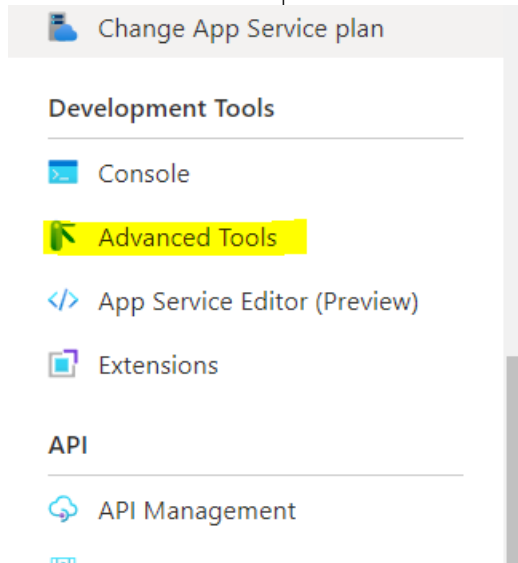 Change App Service plan
Development Tools
Console
Advanced Tools
App Service Editor (Preview)
Extensions
API
API Management